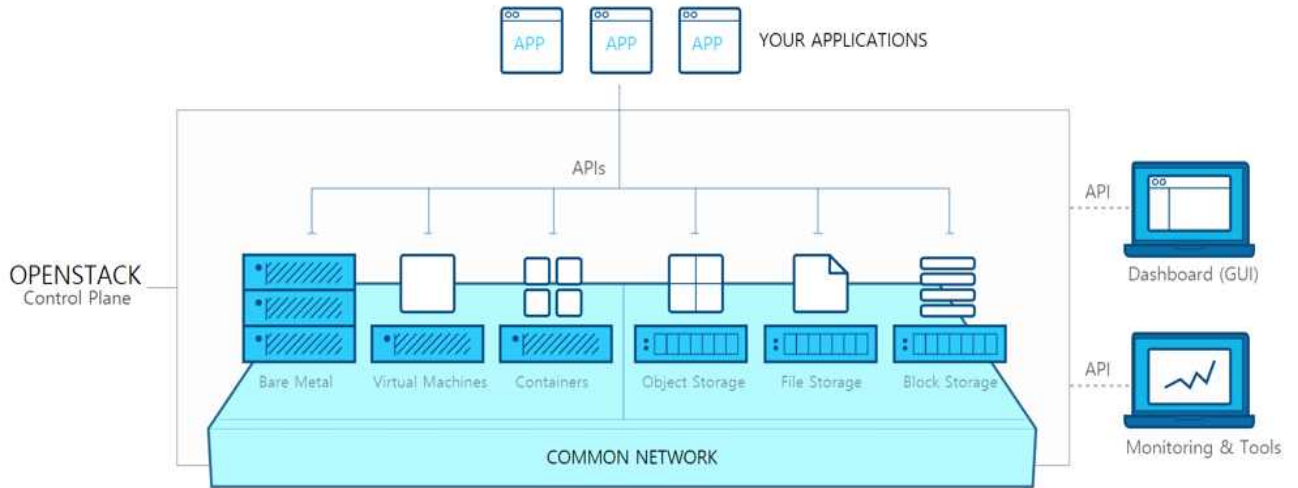 APP APP APP YOUR APPLICATIONS
APIs
API
OPENSTACK
Control Plane
Dashboard (GUI)
API
Bare Metal Virtual Machines Containers Object Storage File Storage Block Storage
Monitoring & Tools
COMMON NETWORK